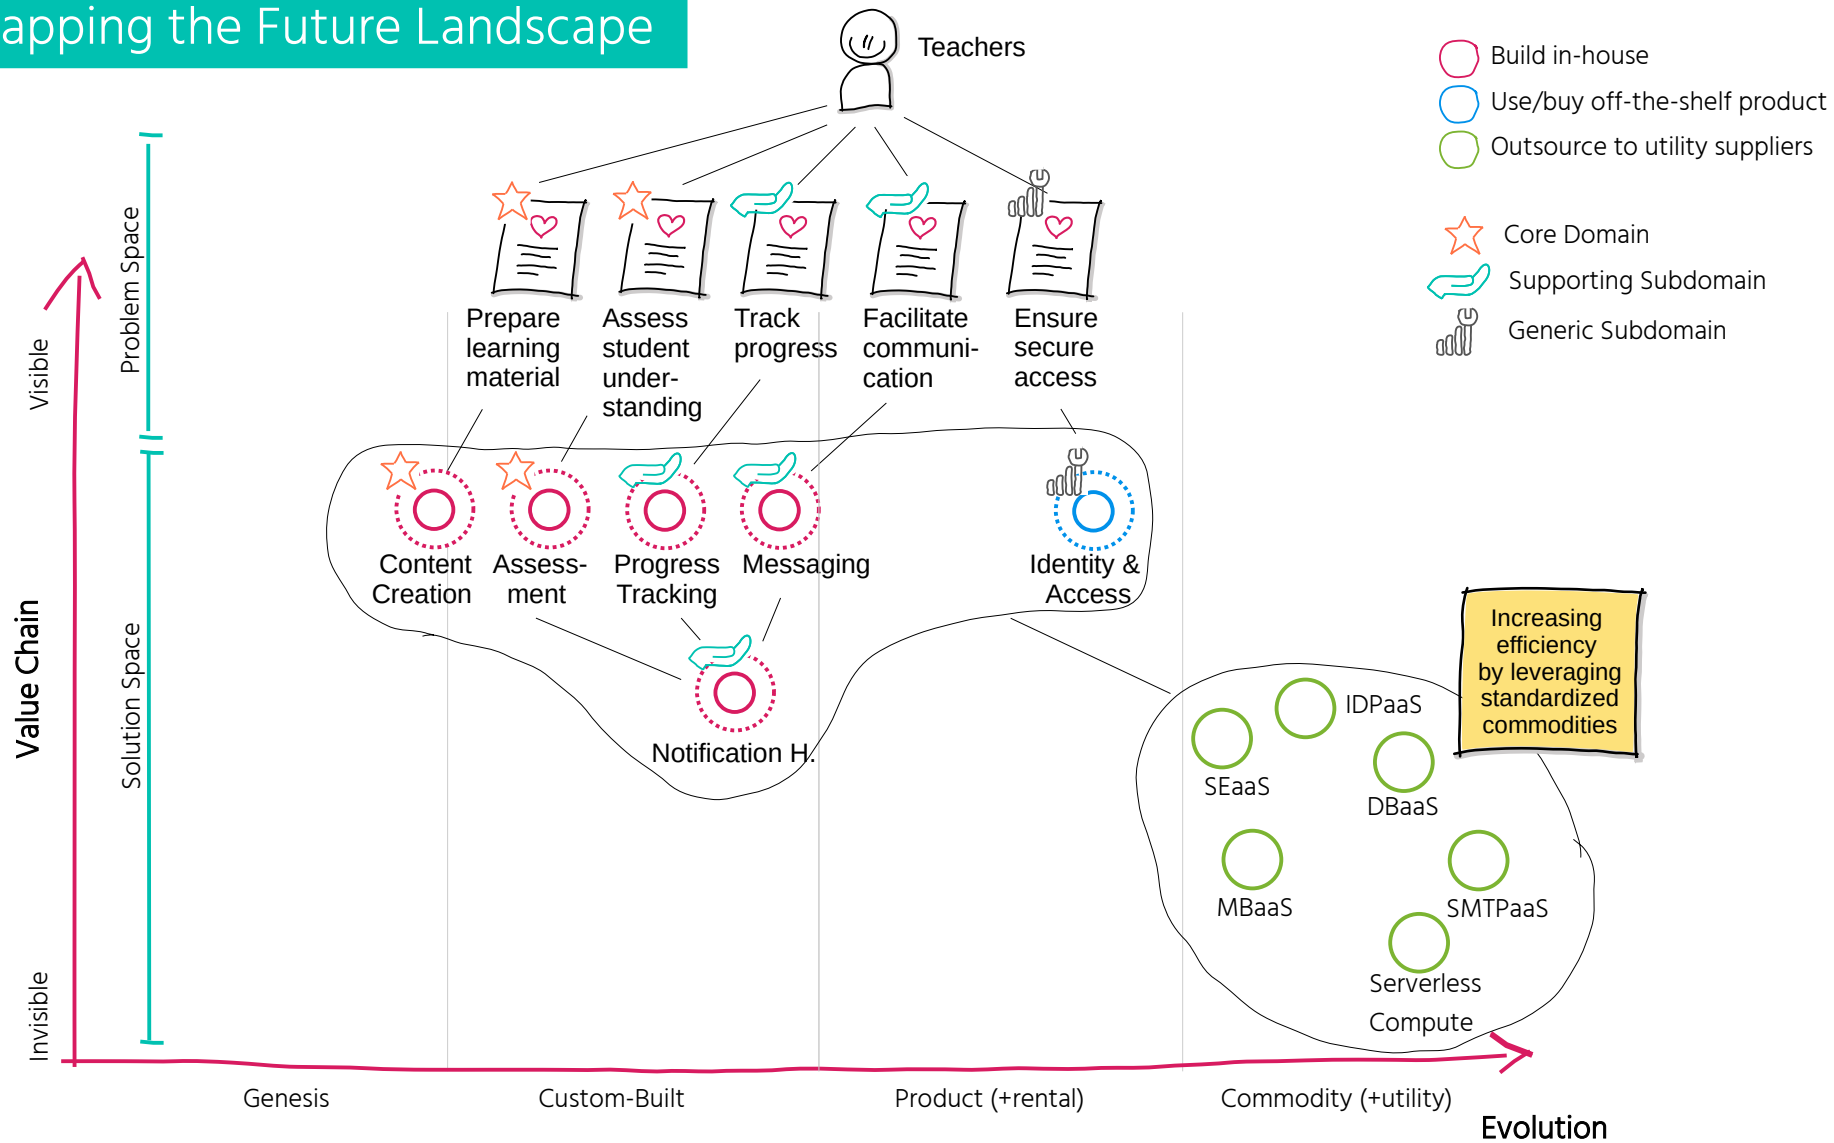 apping the Future Landscape
Teachers
Build in-house
Use/buy off-the-shelf product
Outsource to utility suppliers
Core Domain
Supporting Subdomain
Generic Subdomain
Prepare
learning
material
Assess
student
under-
standing
Track
progress
Facilitate
communi-
cation
Ensure
secure
access
Visible
Problem Space
Value Chain
Solution Space
Invisible
Content
Creation
Assess-
ment
Progress
Tracking
Messaging
Identity &
Access
Notification H.
Increasing
efficiency
by leveraging
standardized
commodities
IDPaaS
SEaaS
DBaaS
MBaaS
SMTPaaS
Serverless
Compute
Genesis
Custom-Built
Product (+rental)
Commodity (+utility)
Evolution